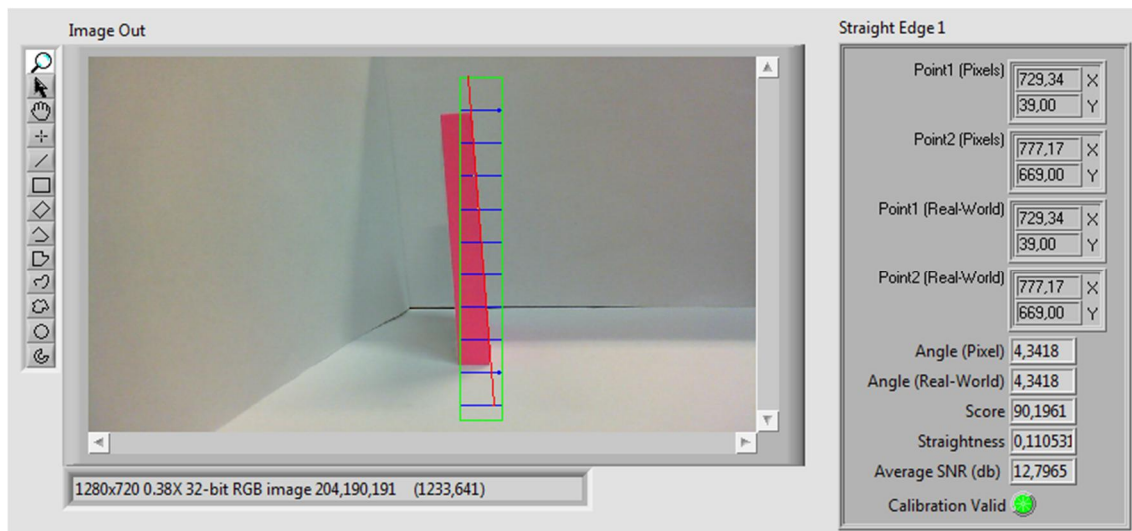 Image Out
Straight Edge 1
Point1 (Pixels)
729,34 X
39,00 Y
Point2 (Pixels)
777,17 X
669,00 Y
Point1 (Real-World)
729,34 X
39,00 Y
Point2 (Real-World)
777,17 X
669,00 Y
Angle (Pixel) 4,3418
Angle (Real-World) 4,3418
Score 90,1961
Straightness 0,110531
Average SNR (db) 12,7965
Calibration Valid
1280x720 0.38X 32-bit RGB image 204,190,191 (1233,641)